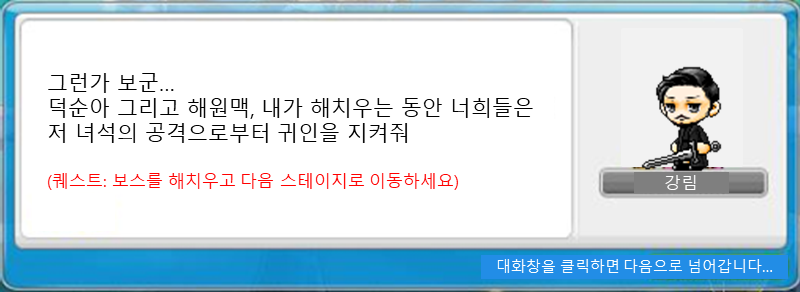 그런가 보군...
덕순아 그리고 해원맥, 내가 해치우는 동안 너희들은
저 녀석의 공격으로부터 귀인을 지켜줘
(퀘스트: 보스를 해치우고 다음 스테이지로 이동하세요)
강림
대화창을 클릭하면 다음으로 넘어갑니다...